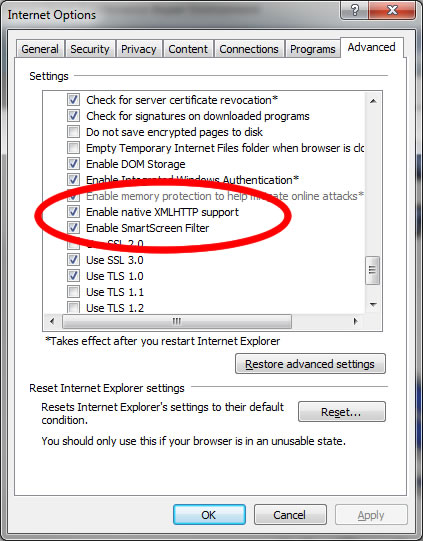 Internet Options
General Security Privacy Content Connections Programs Advanced
Settings
Check for server certificate revocation*
Check for signatures on downloaded programs
Do not save encrypted pages to disk
Empty Temporary Internet Files folder when browser is
Enable DOM Storage
Enable Integrated Windows Authentication*
Enable memory protection to help mitigate online attacks*
Enable native XMLHTTP support
Enable SmartScreen Filter
Use SSL 2.0
Use SSL 3.0
Use TLS 1.0
Use TLS 1.1
Use TLS 1.2
*Takes effect after you restart Internet Explorer
Restore advanced settings
Reset Internet Explorer settings
Resets Internet Explorer's settings to their default
condition.
Reset...
You should only use this if your browser is in an unusable state.
OK Cancel Apply